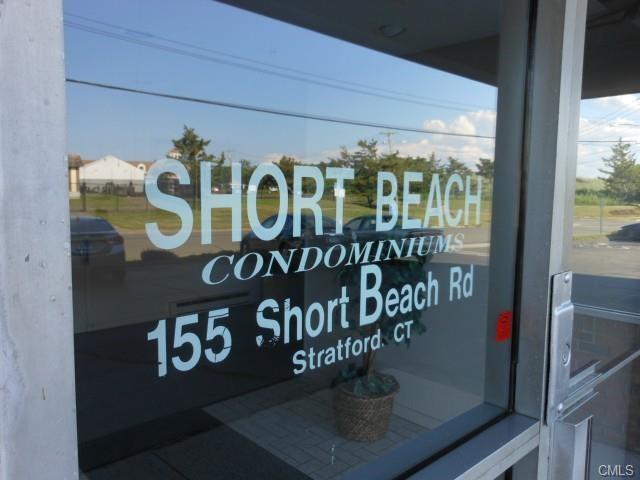 SHORT BEACH
CONDOMINIUMS
155 Short Beach Rd
Stratford, CT
CMLS